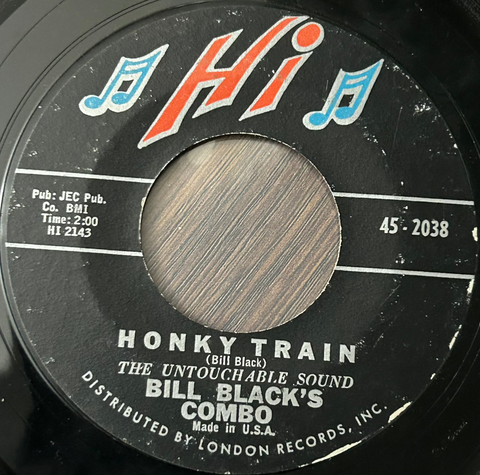 Hi
Pub: JEC Pub.
Co. BMI
Time: 2:00
HI 2143
45-2038
HONKY TRAIN
(Bill Black)
THE UNTOUCHABLE SOUND
BILL BLACK'S
COMBO
Made in U.S.A.
DISTRIBUTED BY LONDON RECORDS, INC.